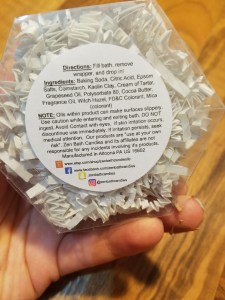 Directions: Fill bath, remove
wrapper, and drop in!
Ingredients: Baking Soda, Citric Acid, Epsom
Salts, Cornstarch, Kaolin Clay, Cream of Tartar,
Grapeseed Oil, Polysorbate 80, Cocoa Butter,
Fragrance Oil, Witch Hazel, FD&C Colorant, Mica
(colorant)
NOTE: Oils within product can make surfaces slippery.
Use caution while entering and exiting bath. DO NOT
ingest. Avoid Contact with eyes. If skin irritation occurs,
discontinue use immediately. If irritation persists, seek
medical attention. Our products are "use at your own
risk". Zen Bath Candea and its affiliates are not
responsible for any incidents involving it's products.
Manufactured in Altoona PA US 16602